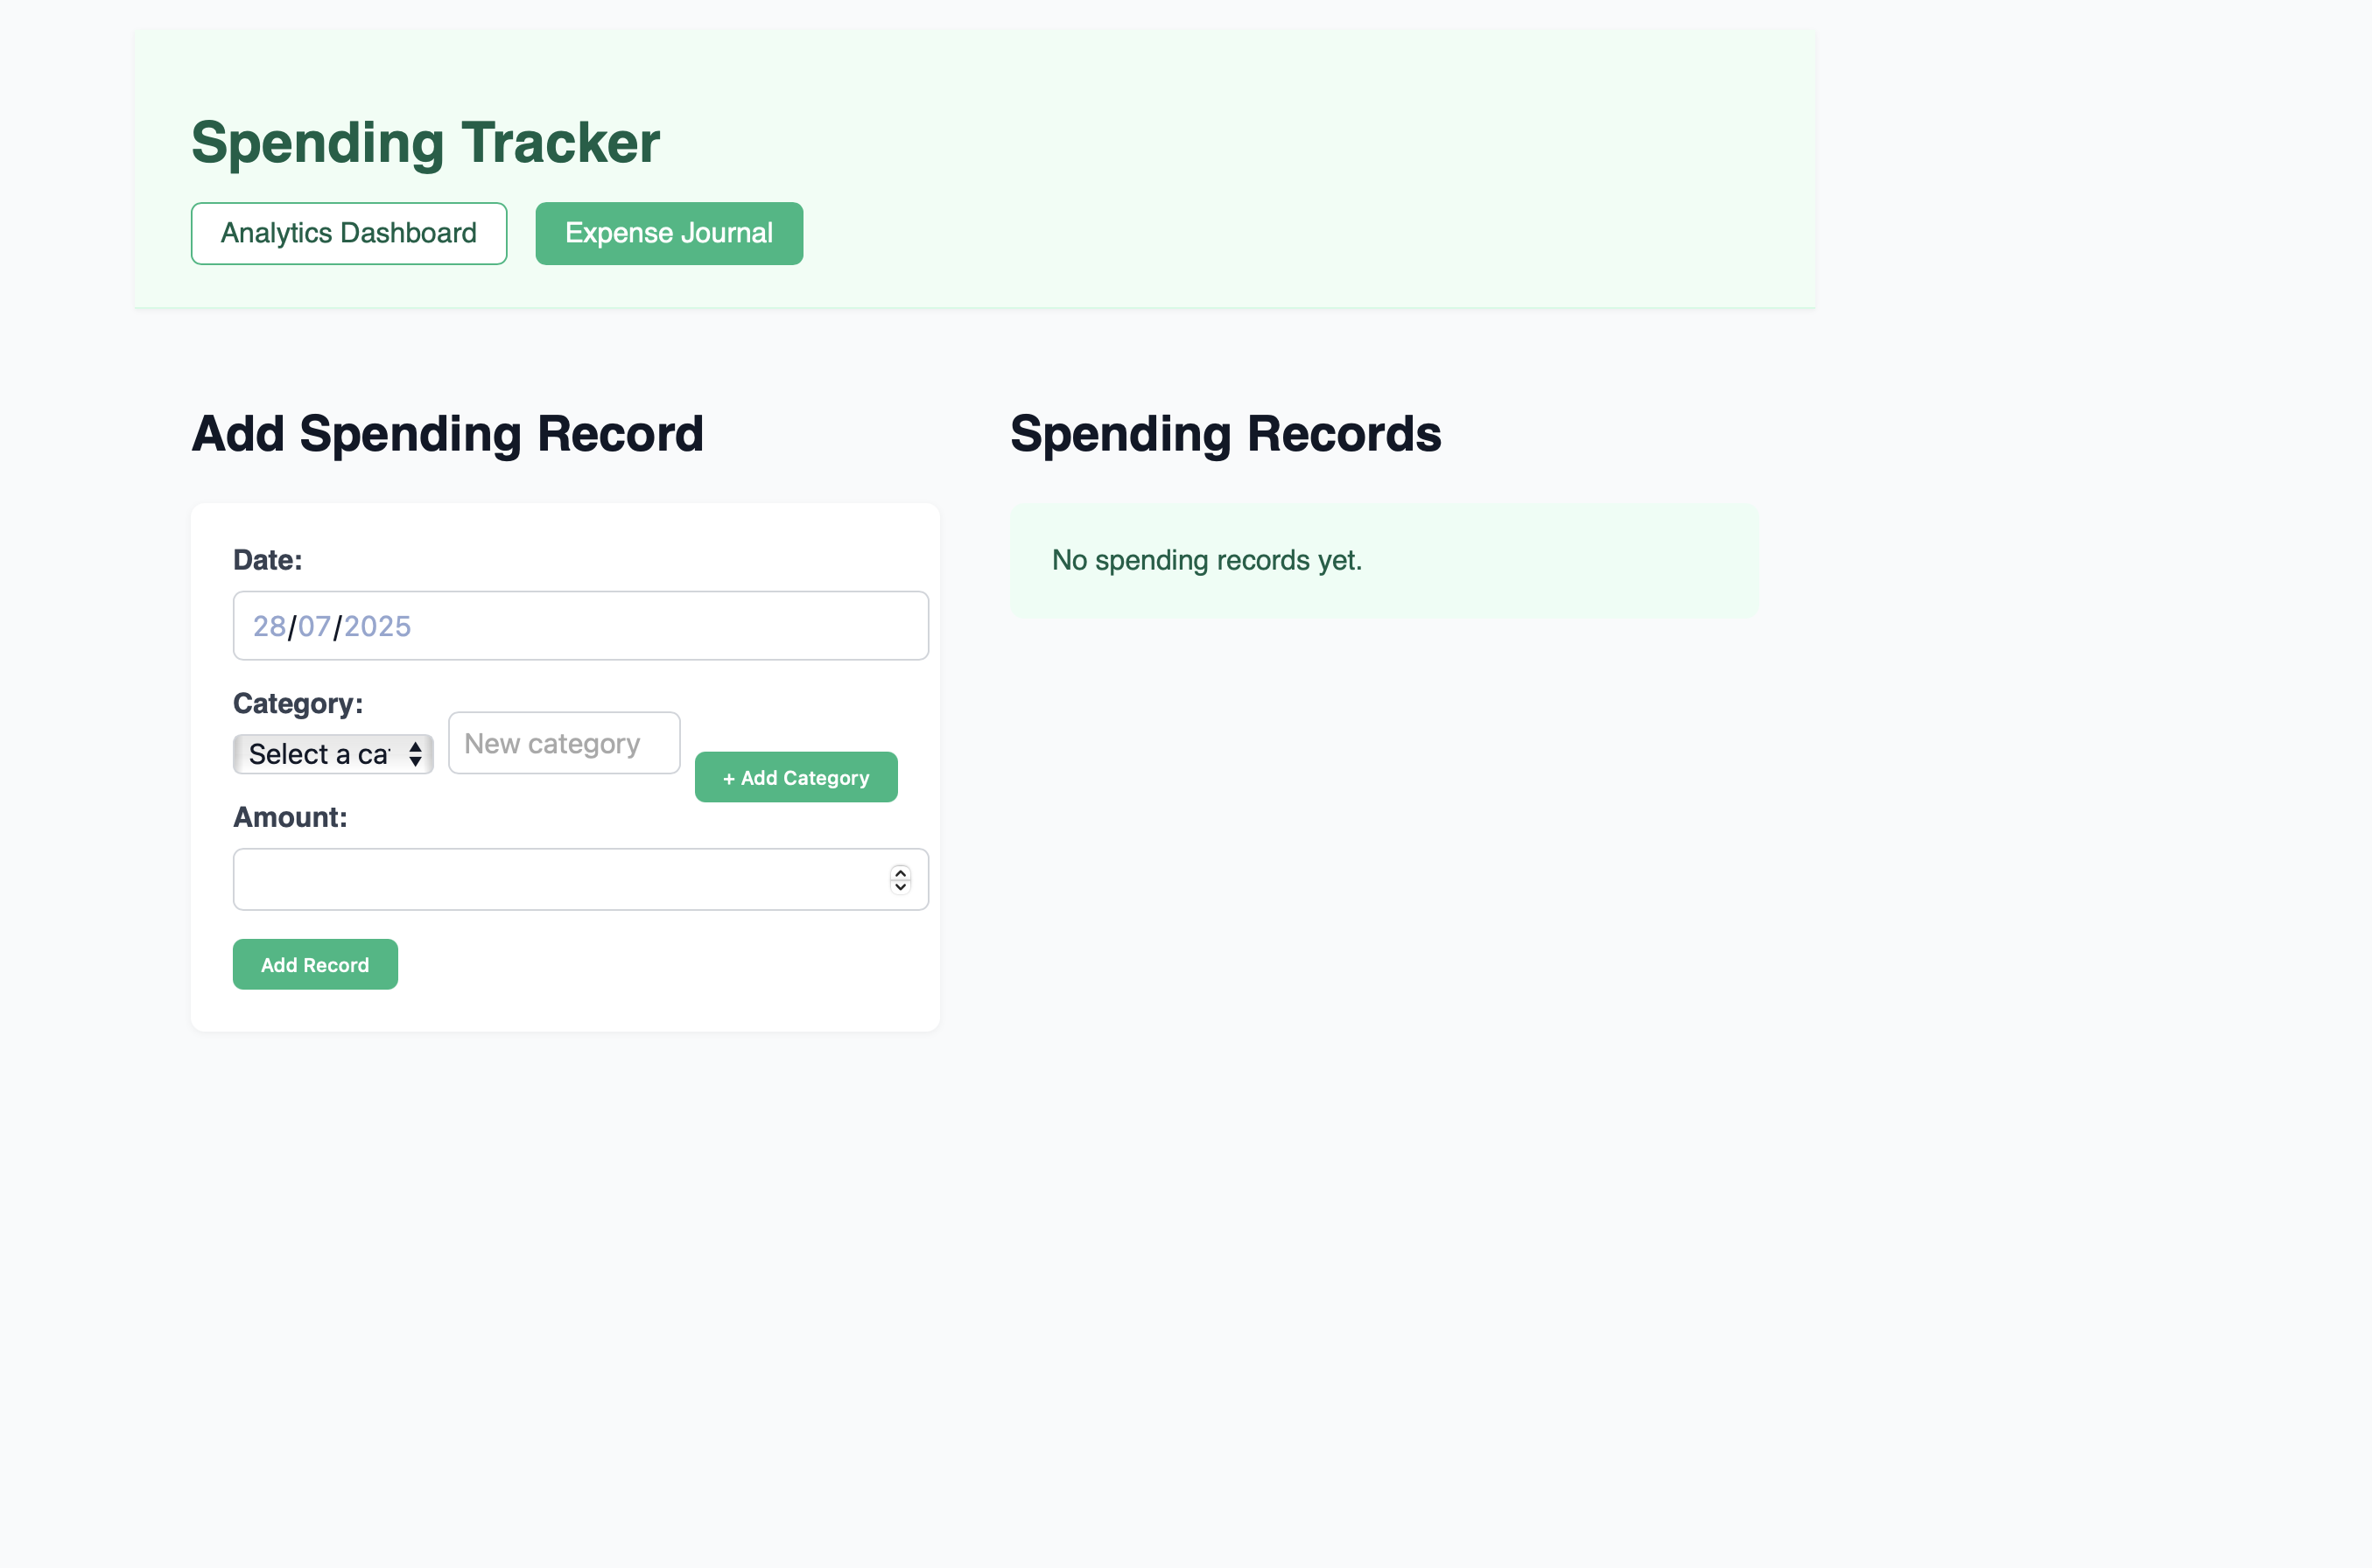 Spending Tracker
Analytics Dashboard
Expense Journal
Add Spending Record
Date:
28/07/2025
Category:
Select a ca
New category
+ Add Category
Amount:
Add Record
Spending Records
No spending records yet.